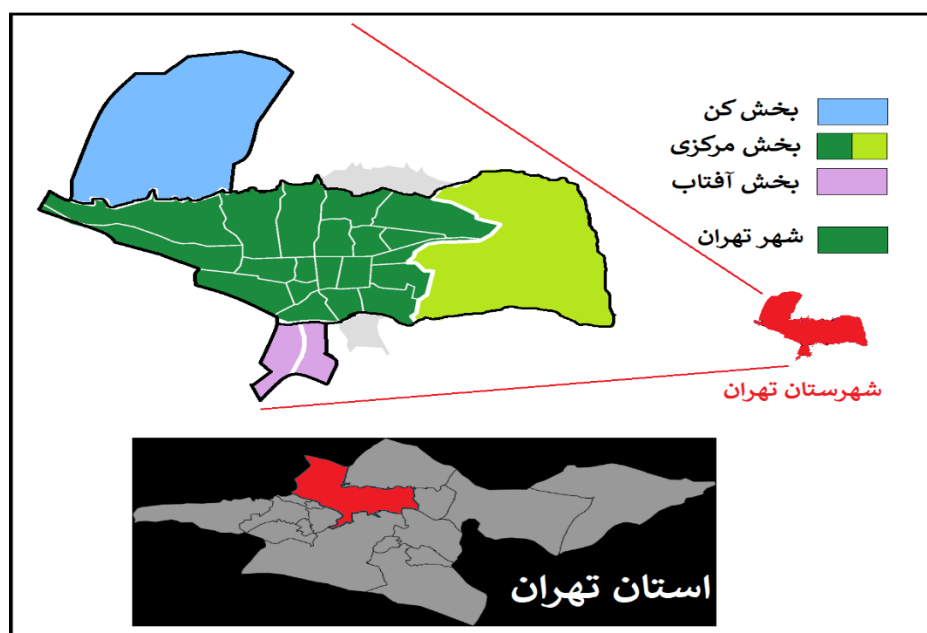 بخش کن
بخش مرکزی
بخش آفتاب
شهر تهران
شهرستان تهران
استان تهران